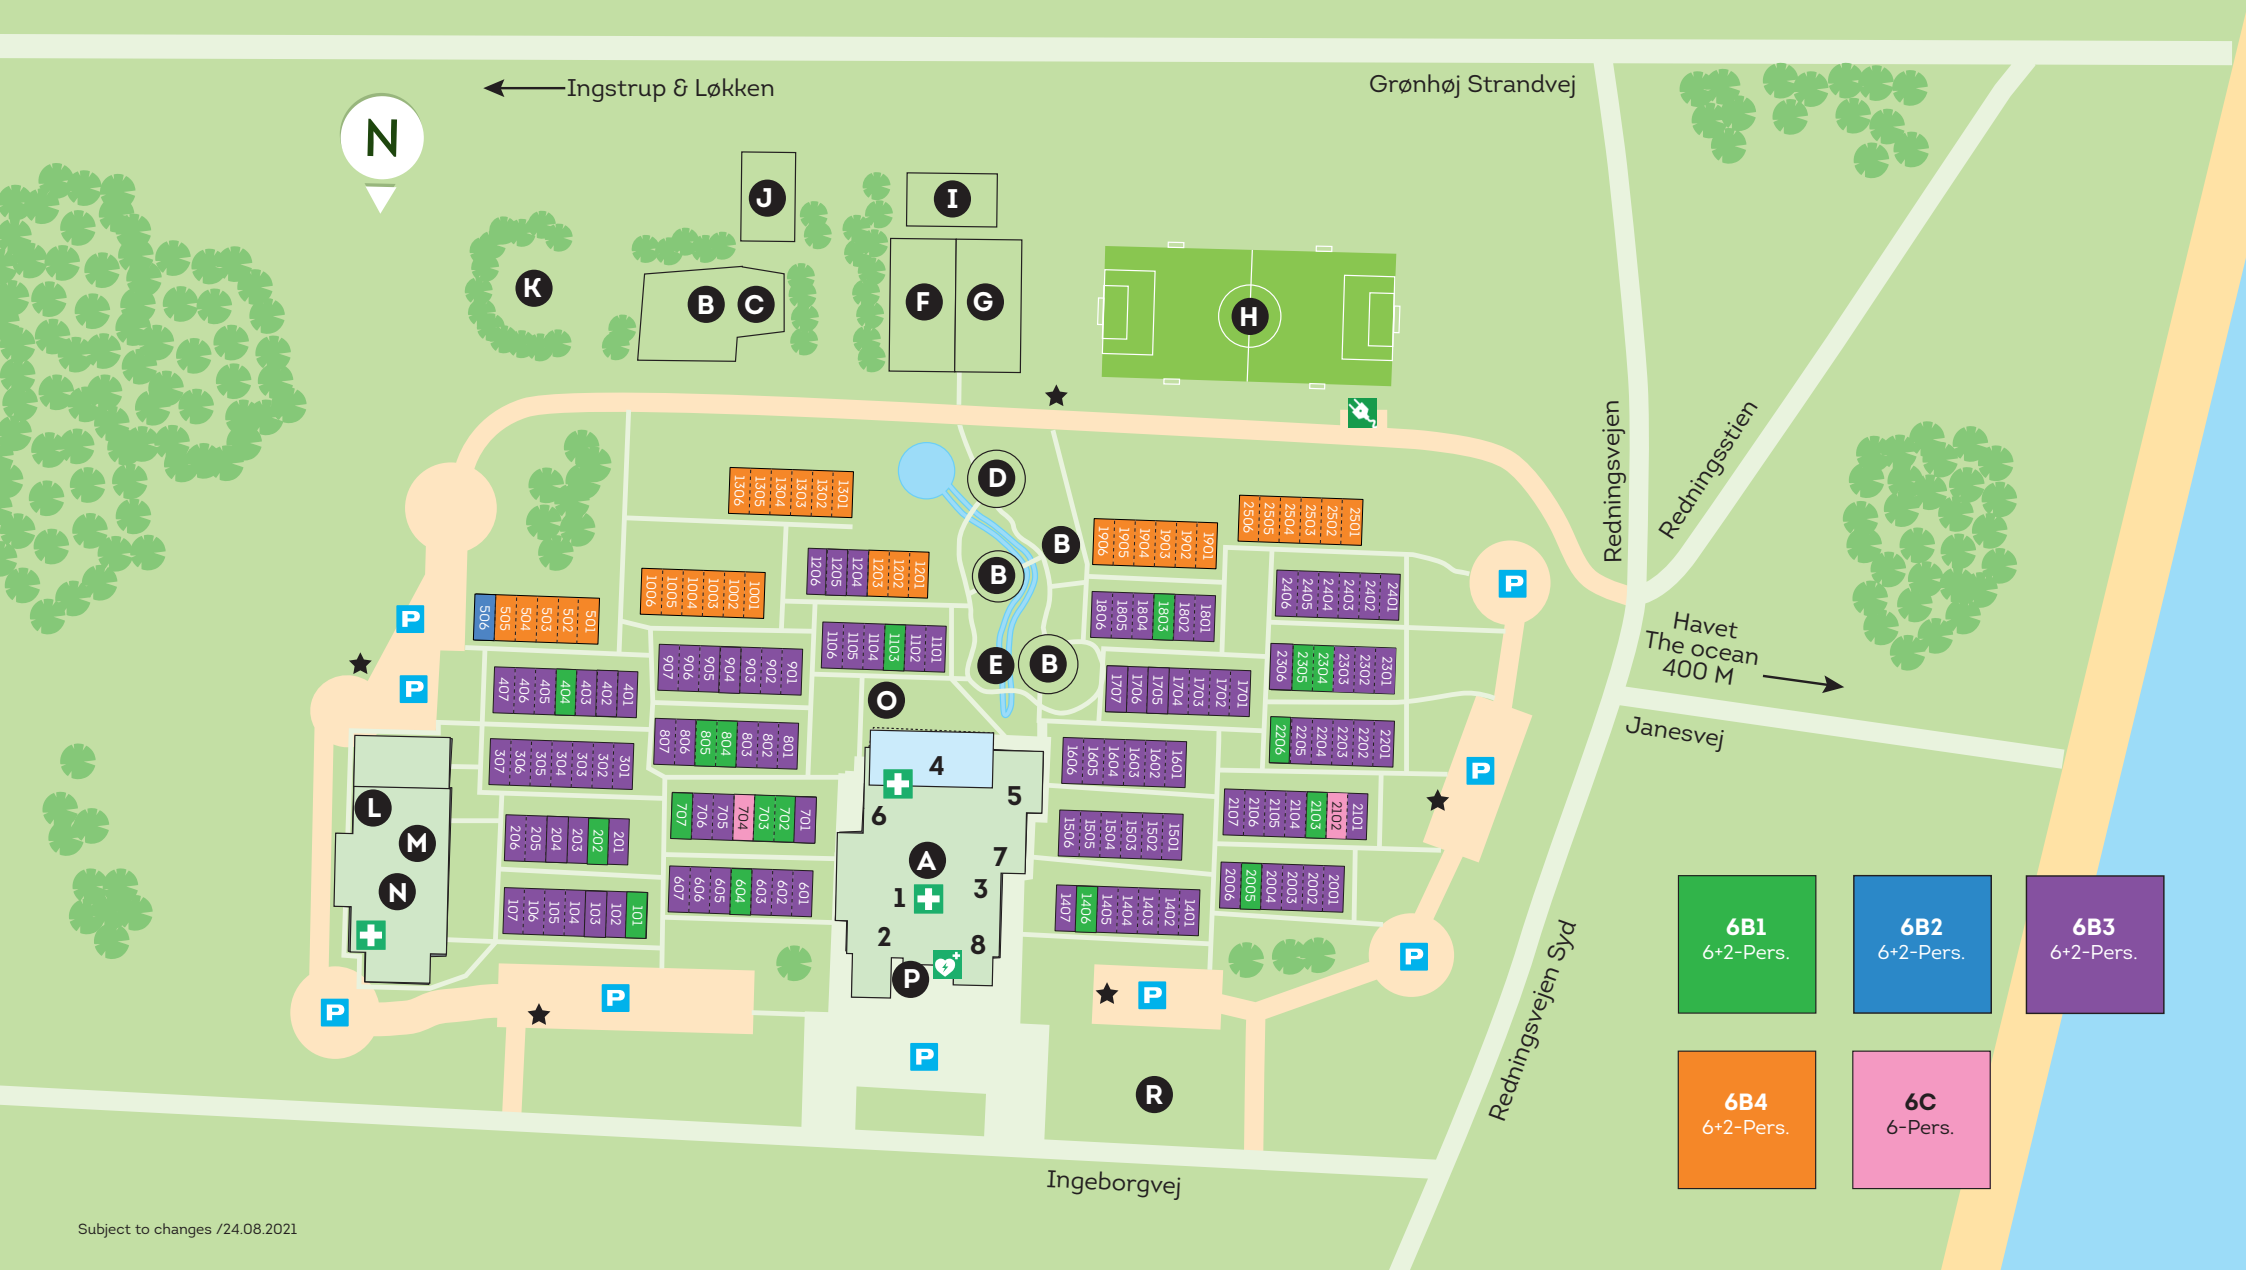 Ingstrup & Løkken
Grønhøj Strandvej
N
J
I
K
B
C
F
G
H
Redningsvejen
Redningsstien
D
B
B
E
B
O
1306 1305 1304 1303 1302 1301
1206 1205 1204 1203 1202 1201
1006 1005 1004 1003 1002 1001
506 505 504 503 502 501
1106 1105 1104 1103 1102 1101
907 906 905 904 903 902 901
407 406 405 404 403 402 401
807 806 805 804 803 802 801
307 306 305 304 303 302 301
707 706 705 704 703 702 701
206 205 204 203 202 201
607 606 605 604 603 602 601
107 106 105 104 103 102 101
2506 2505 2504 2503 2502 2501
1906 1905 1904 1903 1902 1901
2406 2405 2404 2403 2402 2401
1806 1805 1804 1803 1802 1801
2306 2305 2304 2303 2302 2301
1707 1706 1705 1704 1703 1702 1701
2206 2205 2204 2203 2202 2201
1606 1605 1604 1603 1602 1601
2107 2106 2105 2104 2103 2102 2101
1506 1505 1504 1503 1502 1501
2006 2005 2004 2003 2002 2001
1407 1406 1405 1404 1403 1402 1401
P
P
P
P
P
P
P
P
P
L
M
N
4
5
6
A
7
1
3
2
8
P
R
Havet
The ocean
400 M
Janesvej
Redningsvejen Syd
Ingeborgvej
6B1
6+2-Pers.
6B2
6+2-Pers.
6B3
6+2-Pers.
6B4
6+2-Pers.
6C
6-Pers.
Subject to changes /24.08.2021